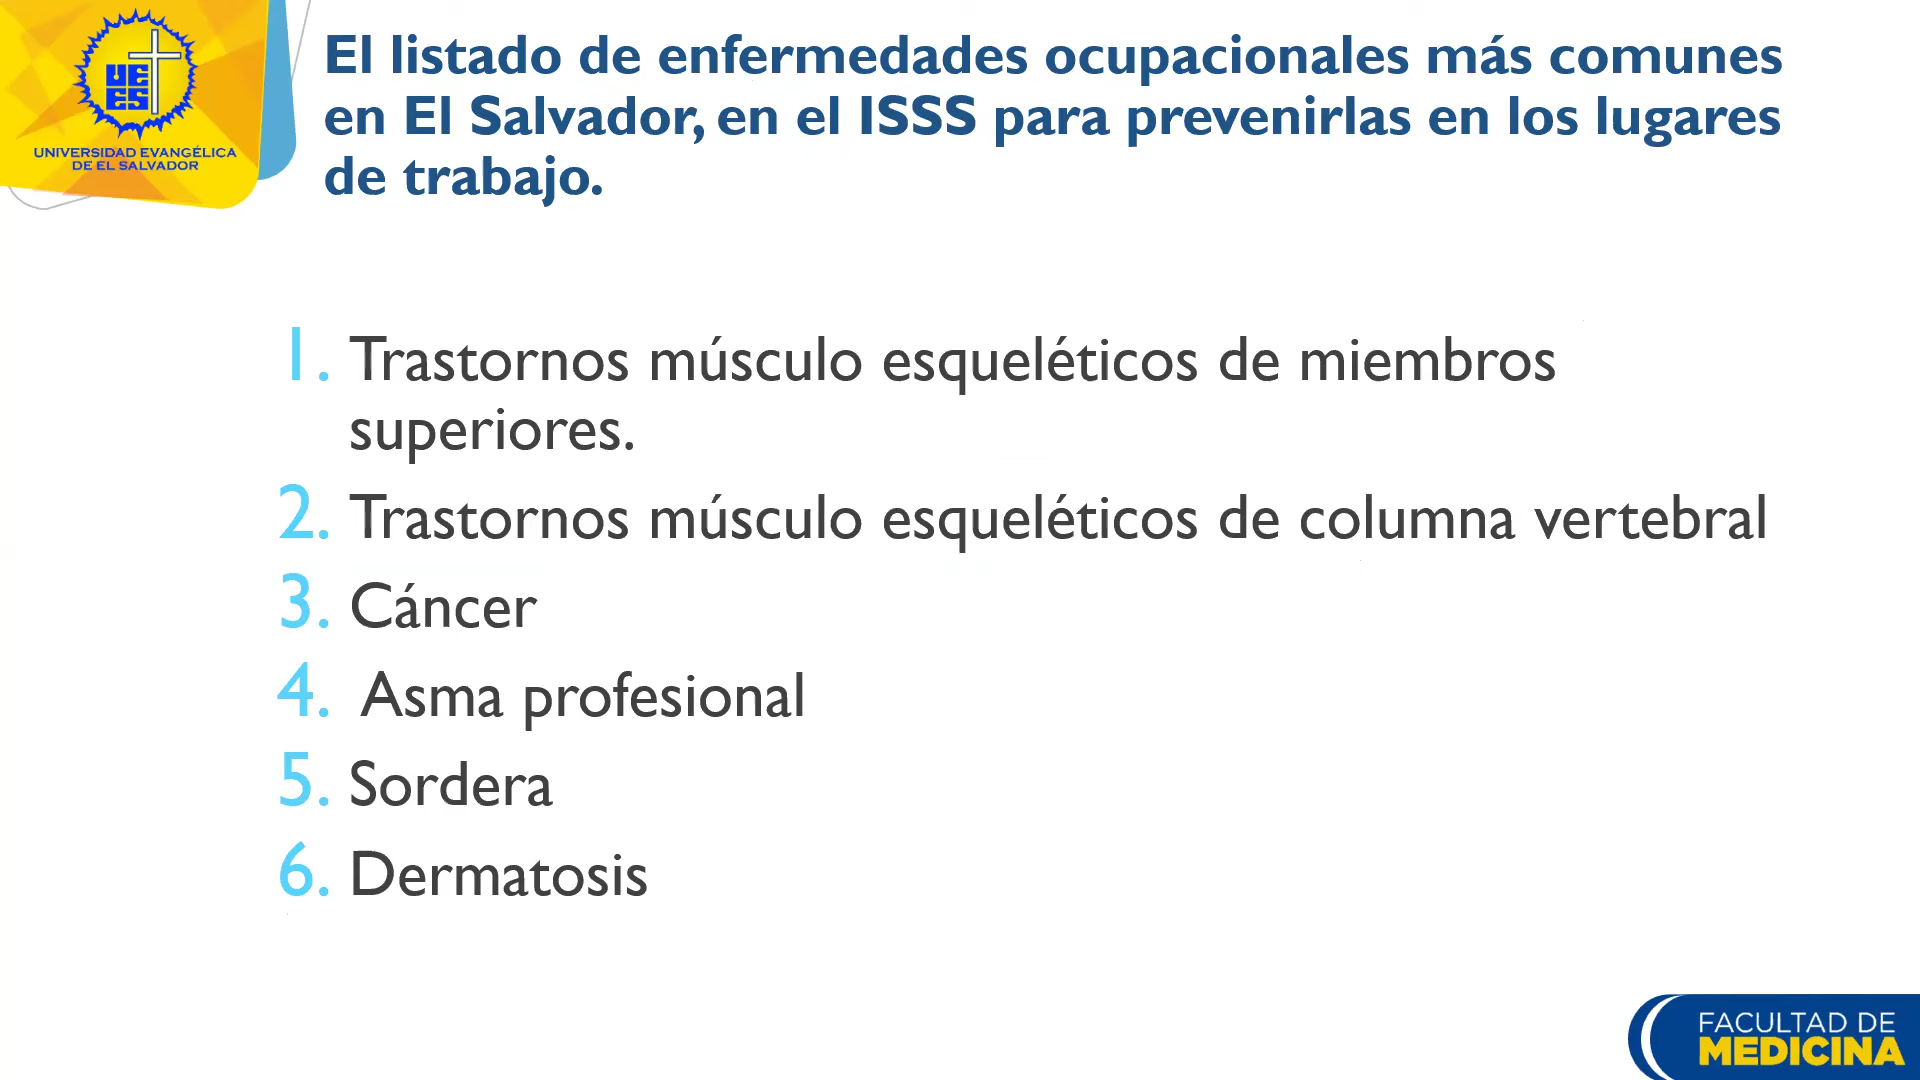 UE
ES
UNIVERSIDAD EVANGÉLICA
DE EL SALVADOR
El listado de enfermedades ocupacionales más comunes
en El Salvador, en el ISSS para prevenirlas en los lugares
de trabajo.
1. Trastornos músculo esqueléticos de miembros
superiores.
2. Trastornos músculo esqueléticos de columna vertebral
3. Cáncer
4. Asma profesional
5. Sordera
6. Dermatosis
FACULTAD DE
MEDICINA